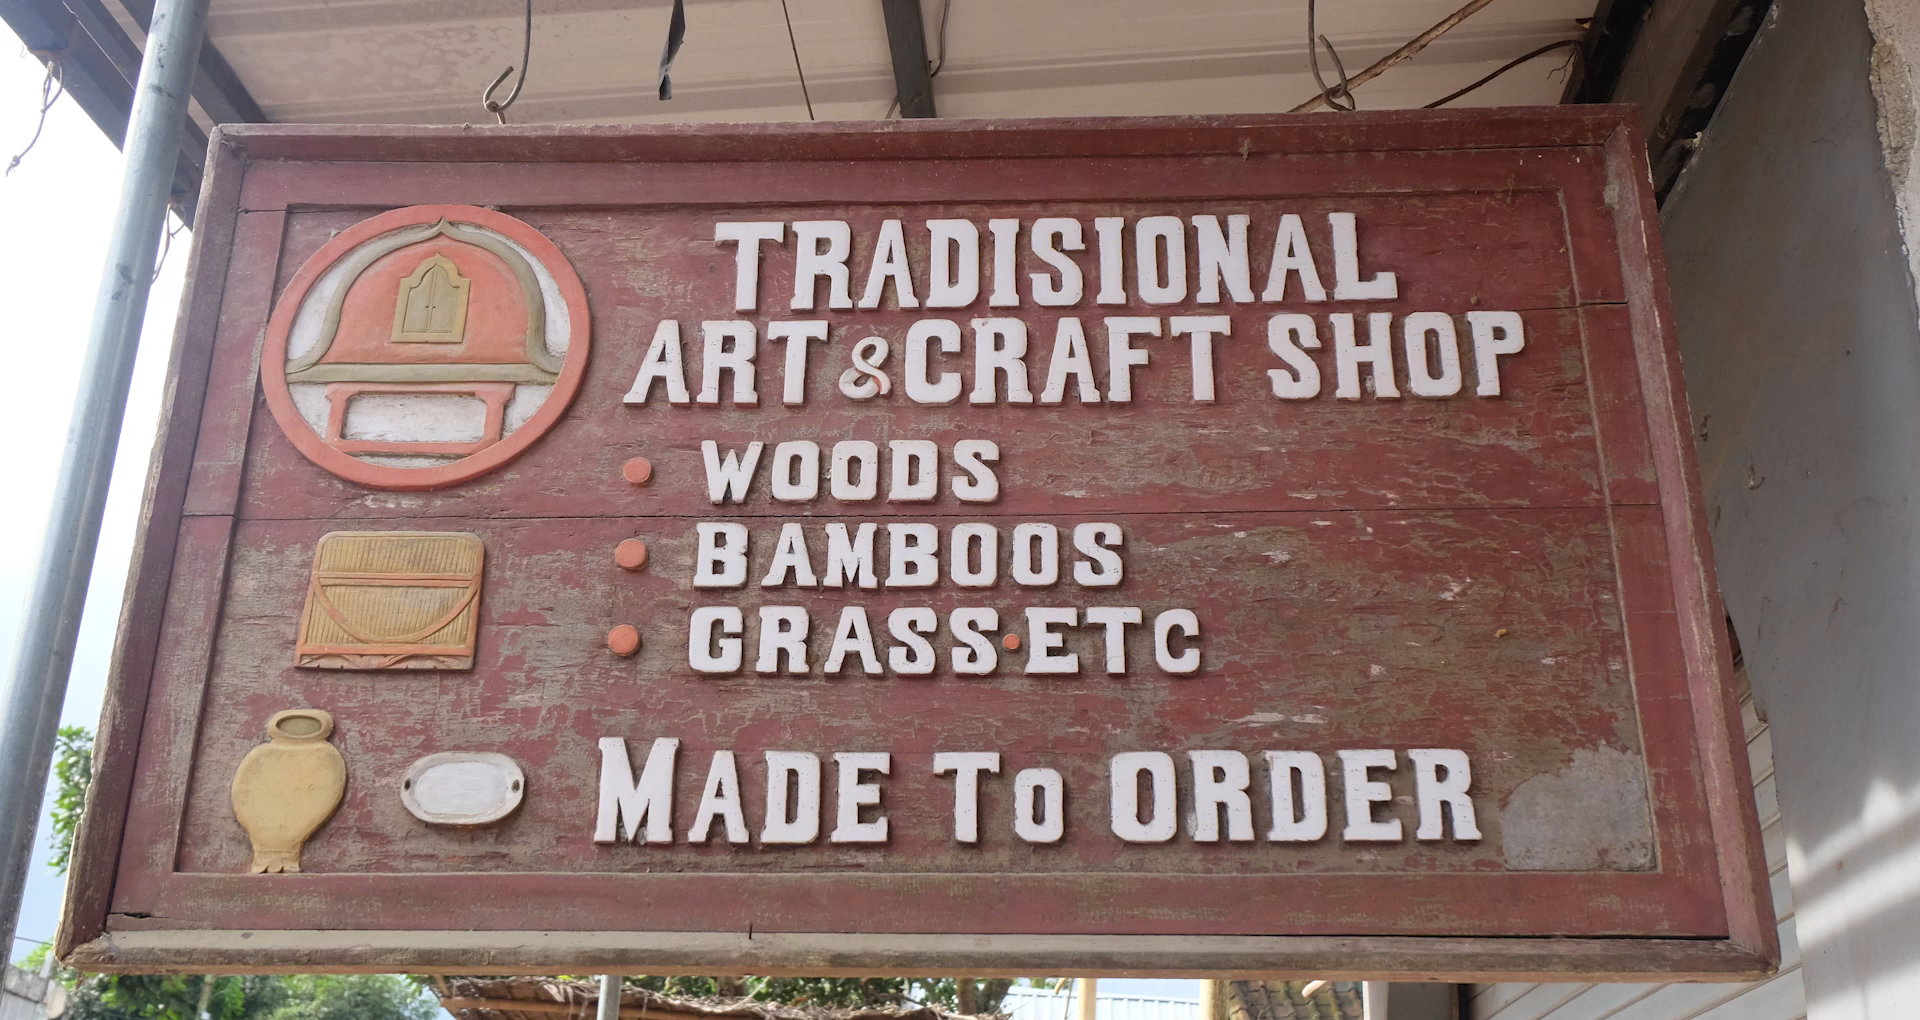 TRADISIONAL
ART & CRAFT SHOP
• WOODS
• BAMBOOS
• GRASS•ETC
MADE TO ORDER